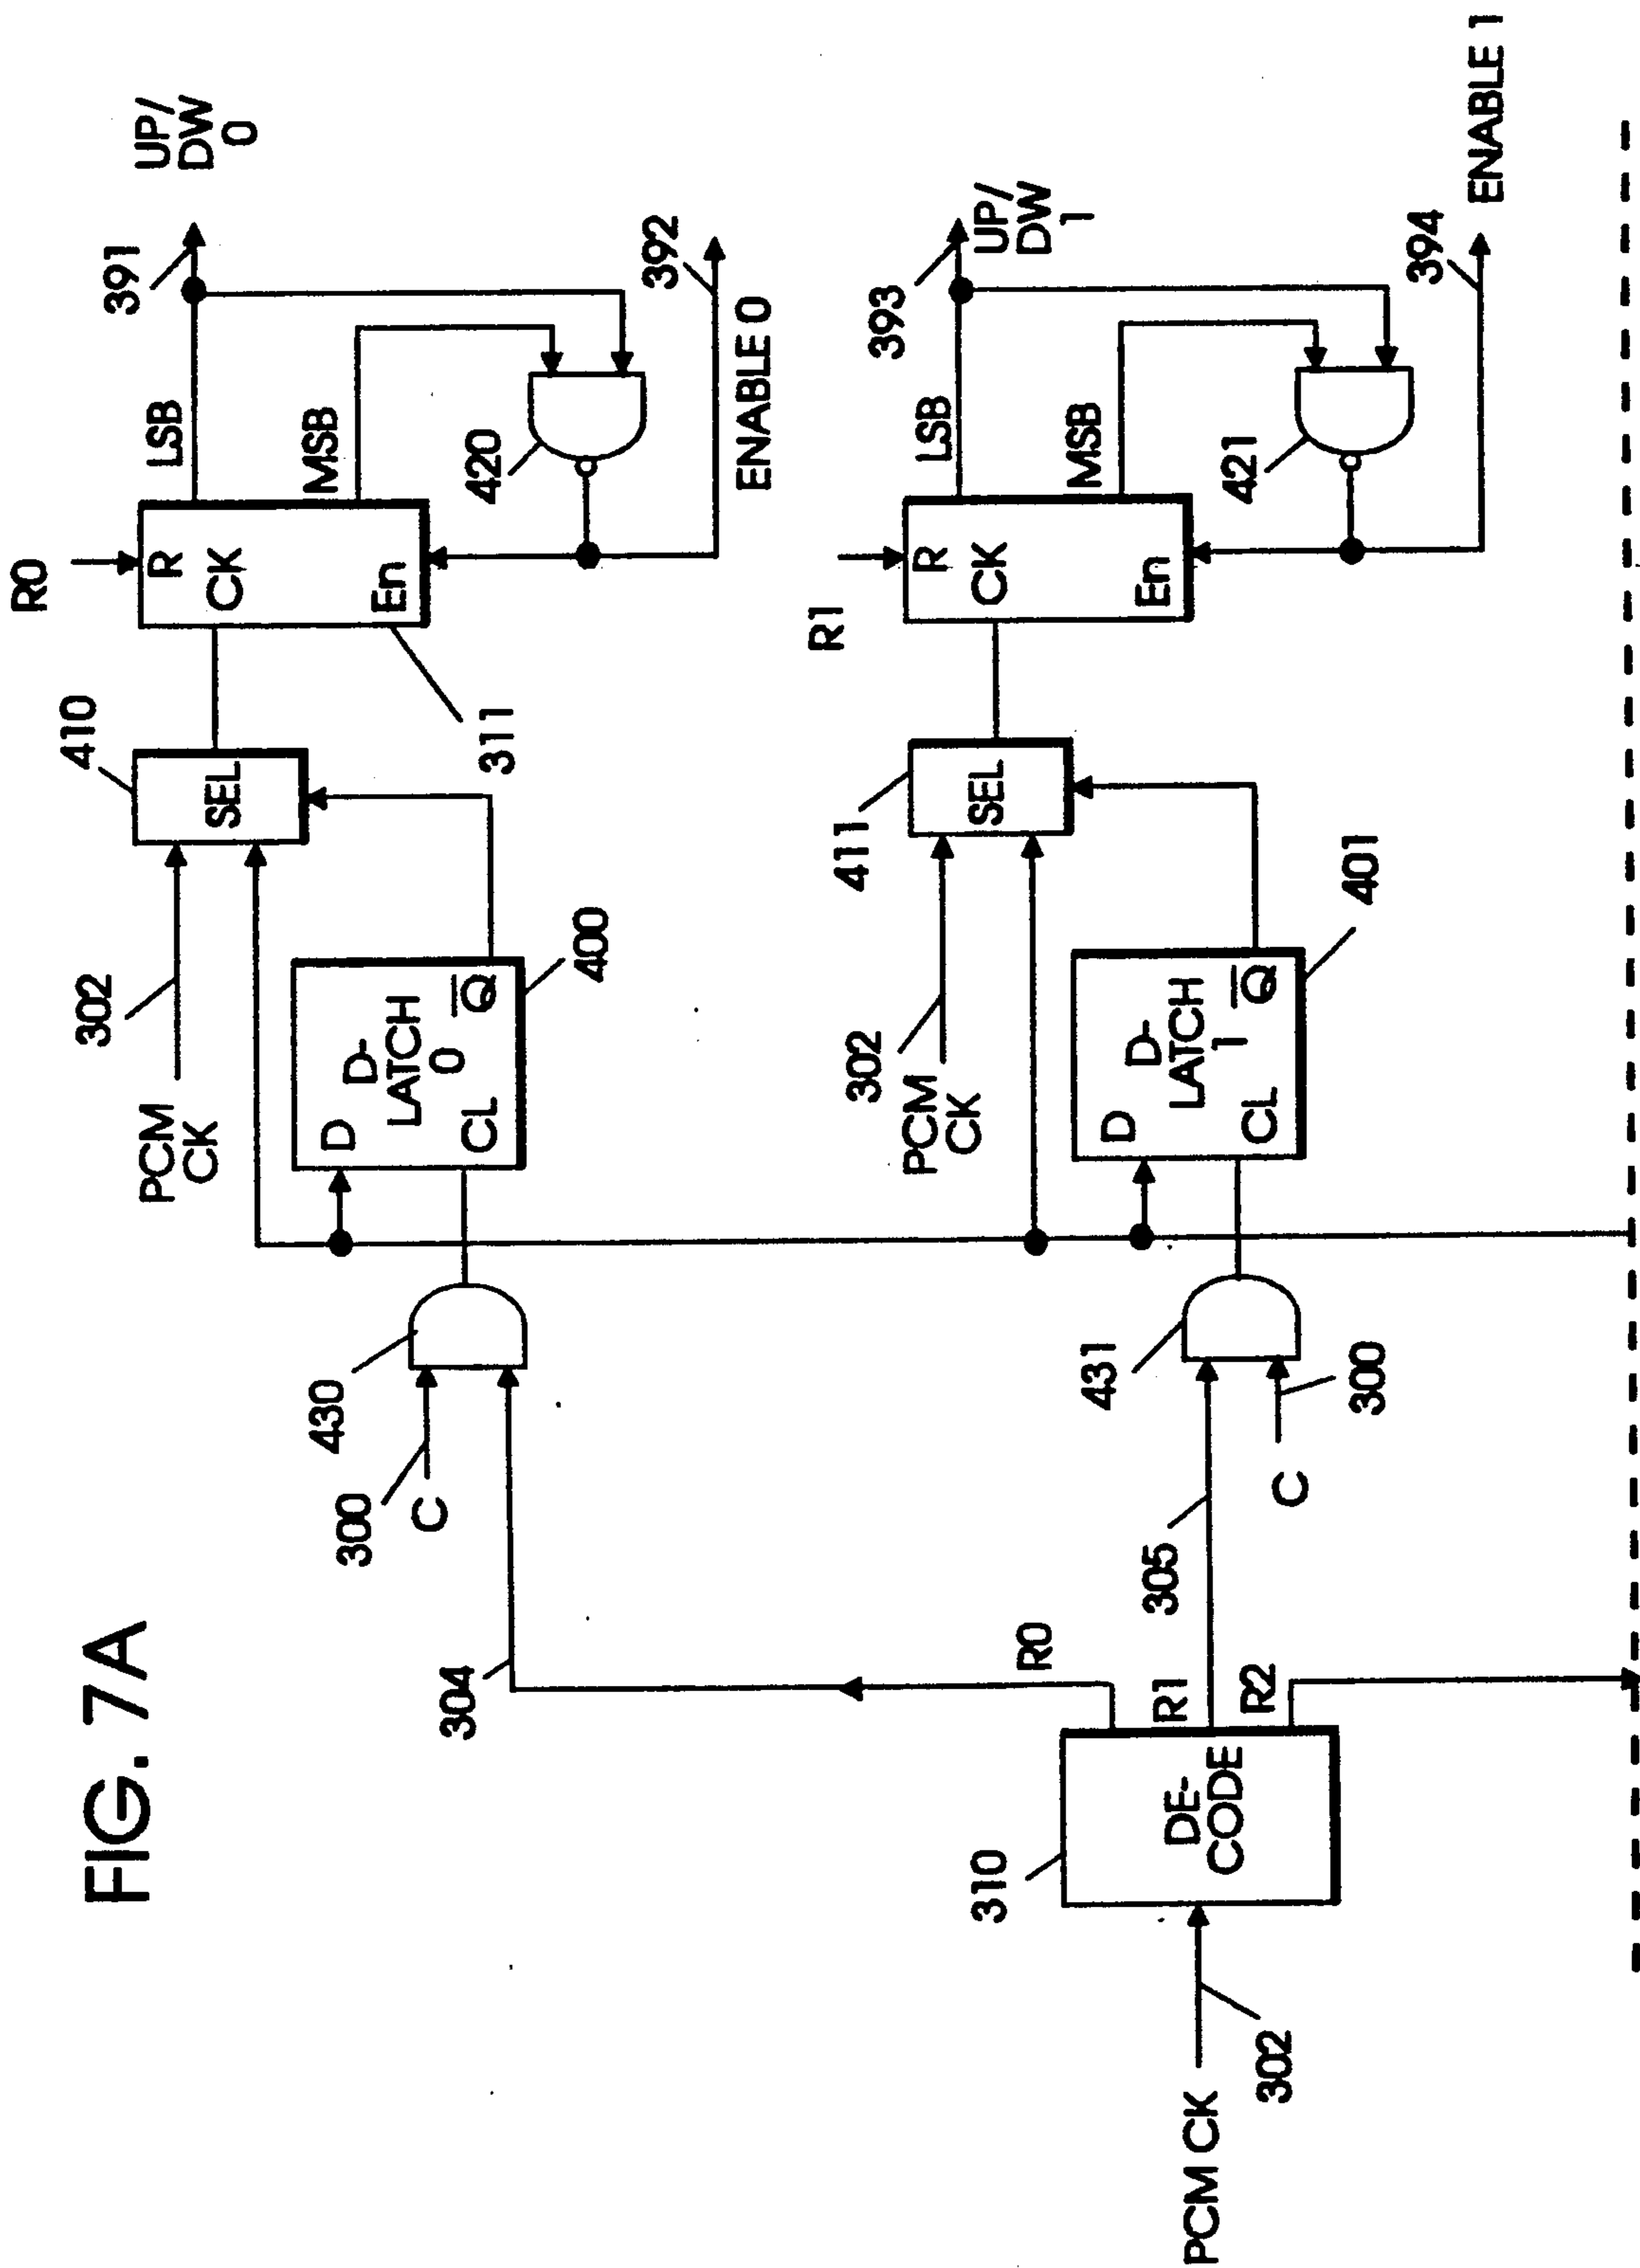 FIG. 7A
R0
UP/
DW
0
391
LSB
410
R
CK
302
SEL
MSB
PCM
CK
En
420
392
311
ENABLE 0
D
D-
LATCH
0
Q̅
CL
400
430
300
C
304
R0
R1
393
UP/
DW
1
LSB
411
R
CK
302
SEL
MSB
PCM
CK
En
421
394
ENABLE 1
D
D-
LATCH
1
Q̅
CL
401
431
305
300
C
310
DE-
CODE
R1
R2
PCM CK
302